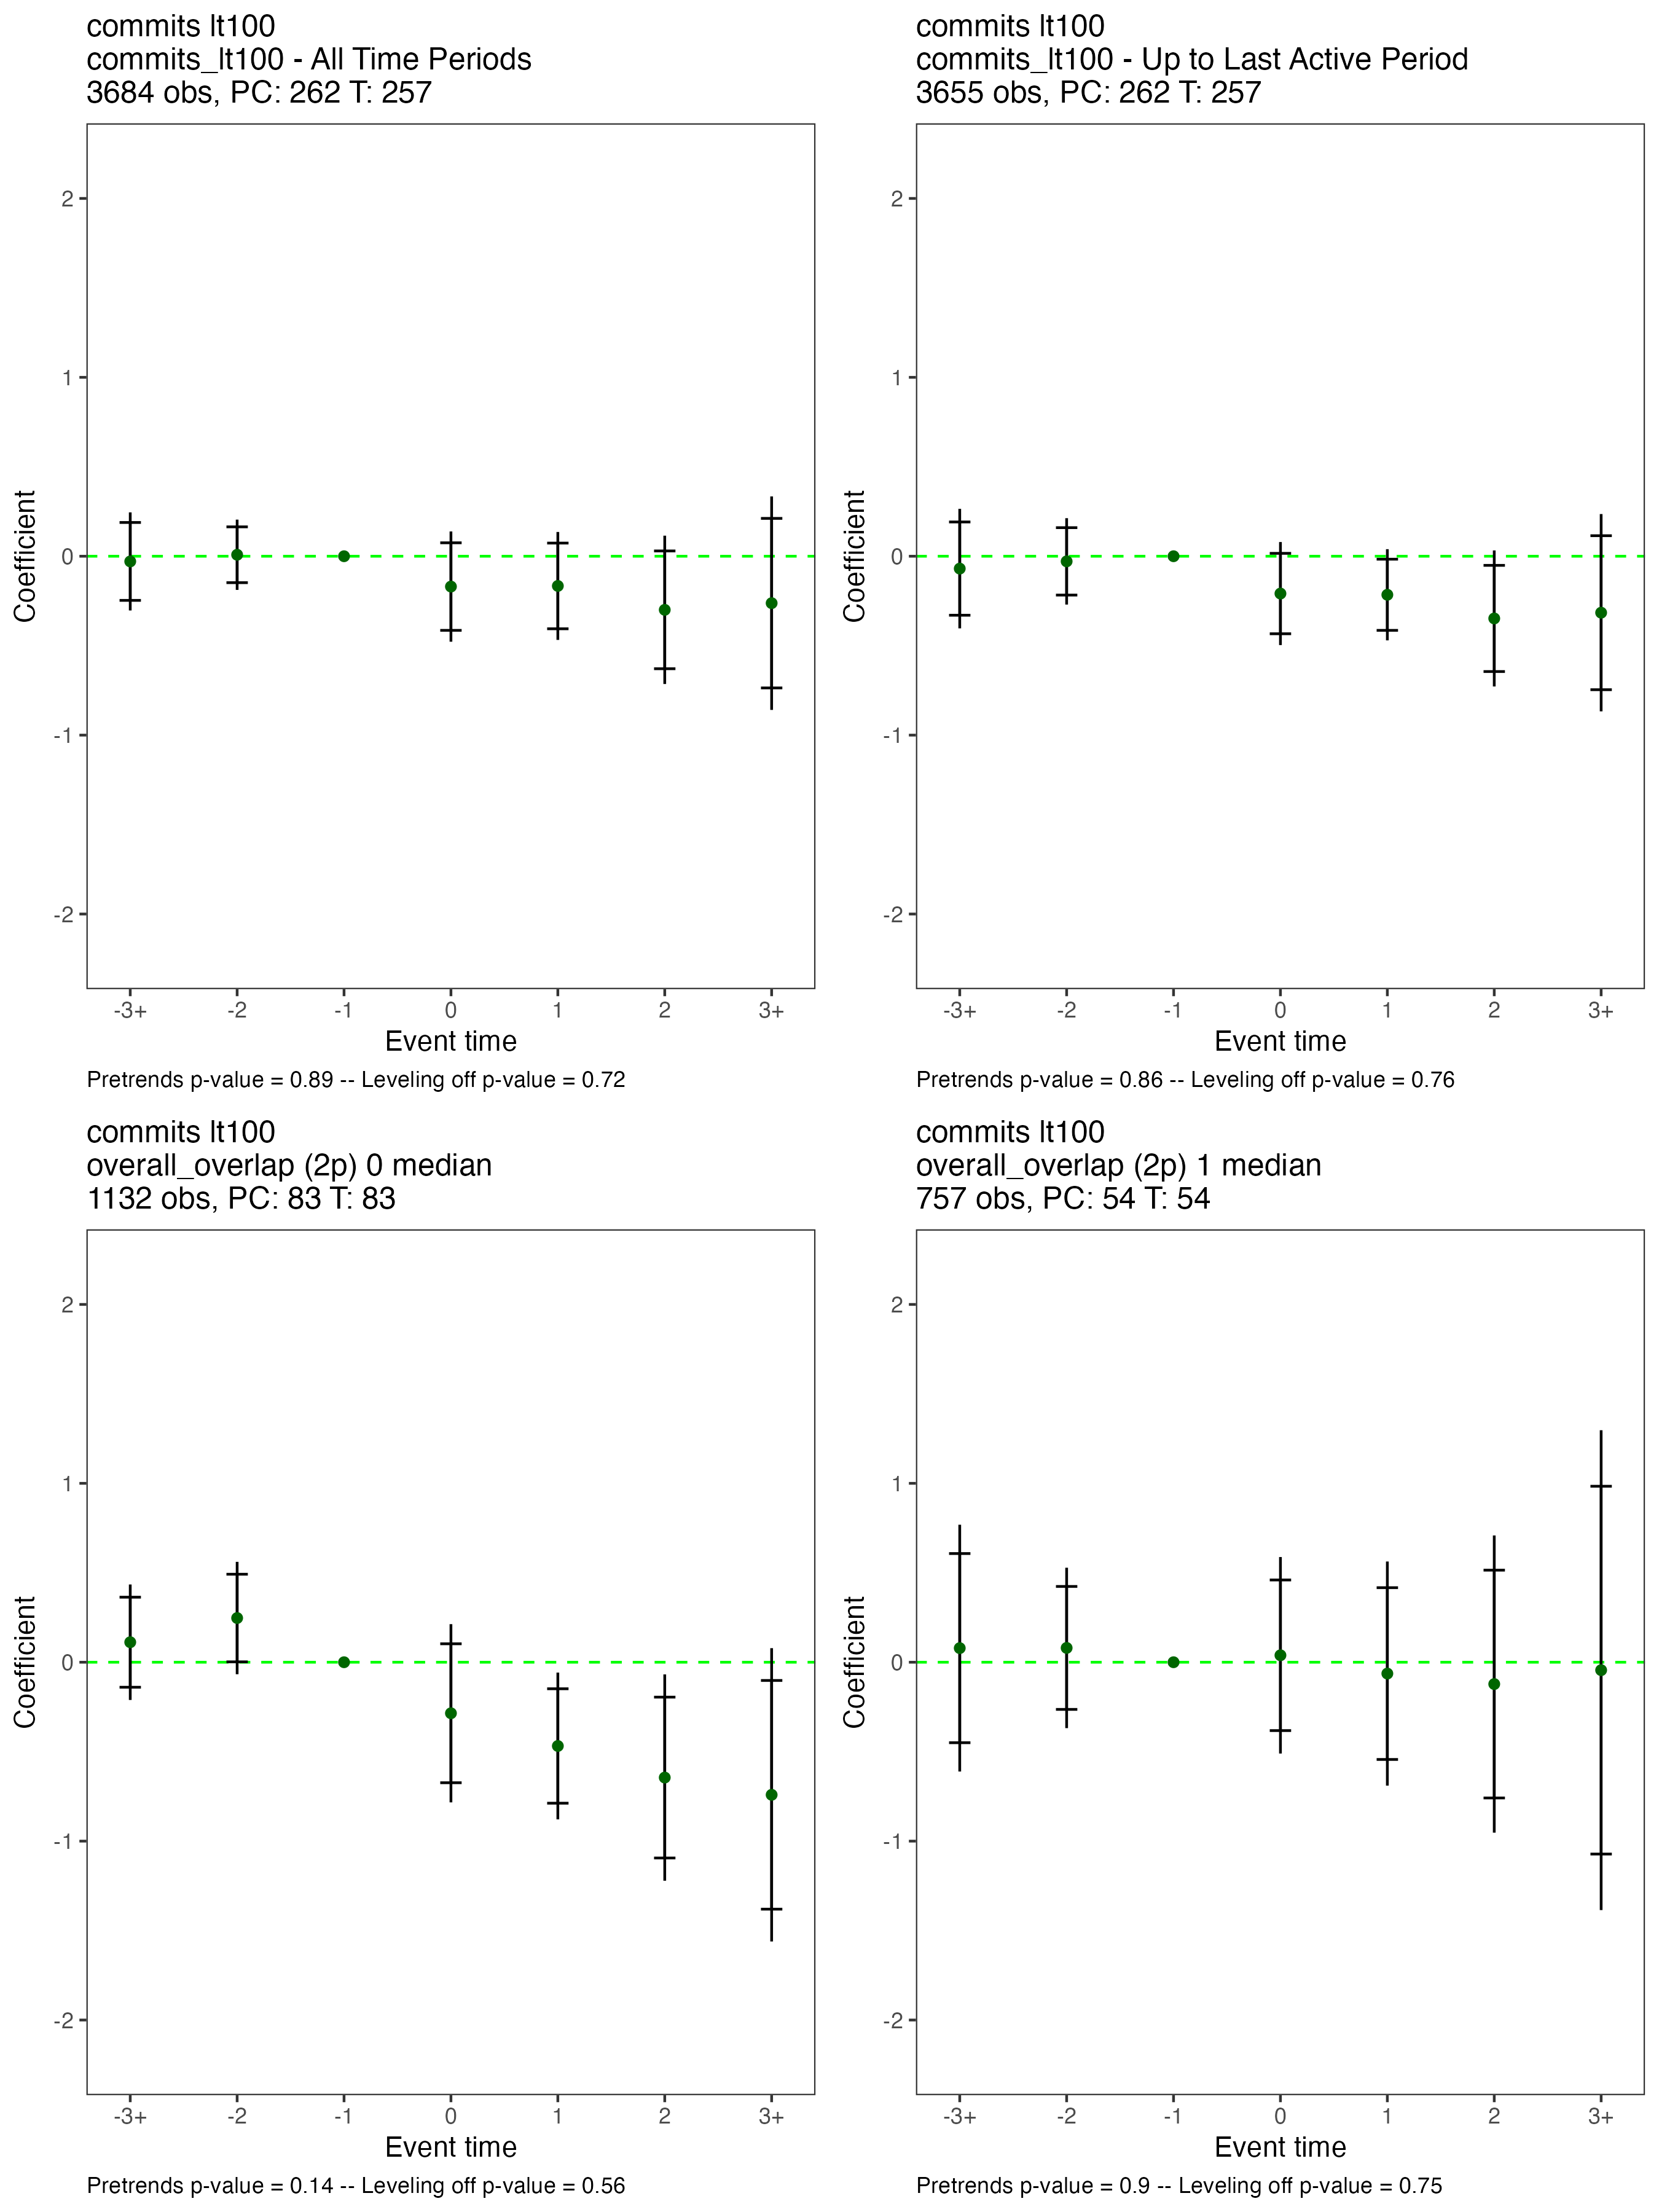 commits lt100
commits_lt100 - All Time Periods
3684 obs, PC: 262 T: 257
2
1
0
-1
-2
Coefficient
-3+ -2 -1 0 1 2 3+
Event time
Pretrends p-value = 0.89 -- Leveling off p-value = 0.72
commits lt100
commits_lt100 - Up to Last Active Period
3655 obs, PC: 262 T: 257
2
1
0
-1
-2
Coefficient
-3+ -2 -1 0 1 2 3+
Event time
Pretrends p-value = 0.86 -- Leveling off p-value = 0.76
commits lt100
overall_overlap (2p) 0 median
1132 obs, PC: 83 T: 83
2
1
0
-1
-2
Coefficient
-3+ -2 -1 0 1 2 3+
Event time
Pretrends p-value = 0.14 -- Leveling off p-value = 0.56
commits lt100
overall_overlap (2p) 1 median
757 obs, PC: 54 T: 54
2
1
0
-1
-2
Coefficient
-3+ -2 -1 0 1 2 3+
Event time
Pretrends p-value = 0.9 -- Leveling off p-value = 0.75